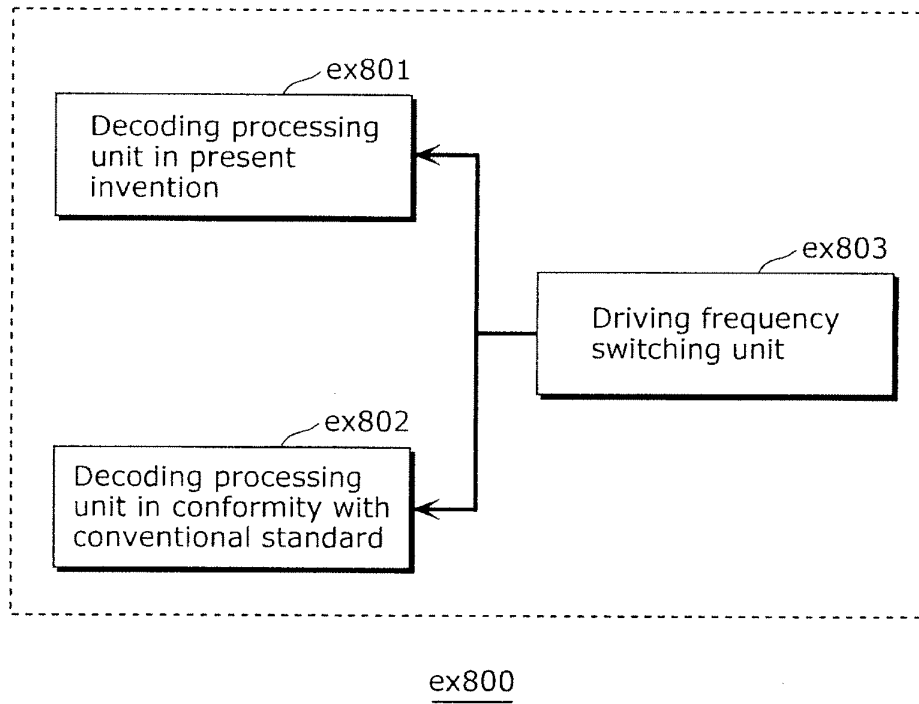 ex801
Decoding processing
unit in present
invention
ex803
Driving frequency
switching unit
ex802
Decoding processing
unit in conformity with
conventional standard
ex800